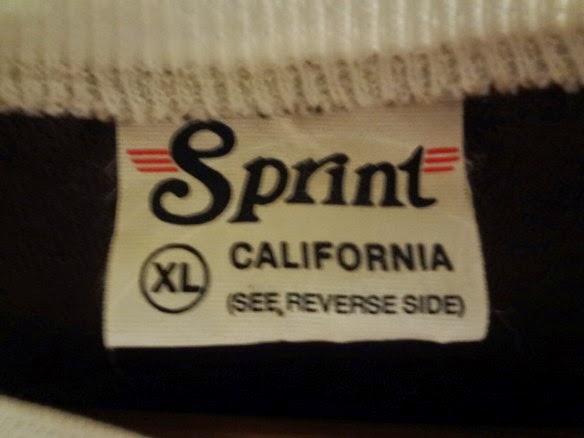 Sprint
XL CALIFORNIA
(SEE REVERSE SIDE)